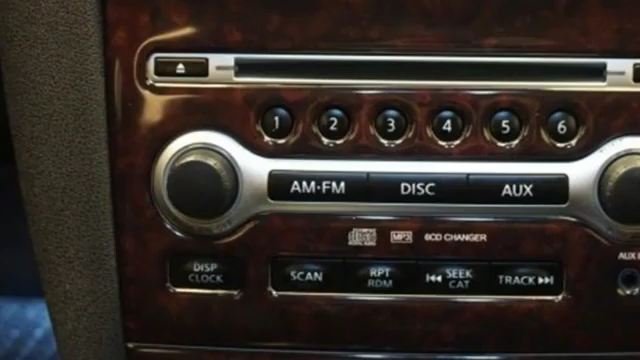 1 2 3 4 5 6
AM·FM DISC AUX
MP3 6CD CHANGER
AUX
DISP
CLOCK
SCAN
RPT
RDM
SEEK
CAT
TRACK